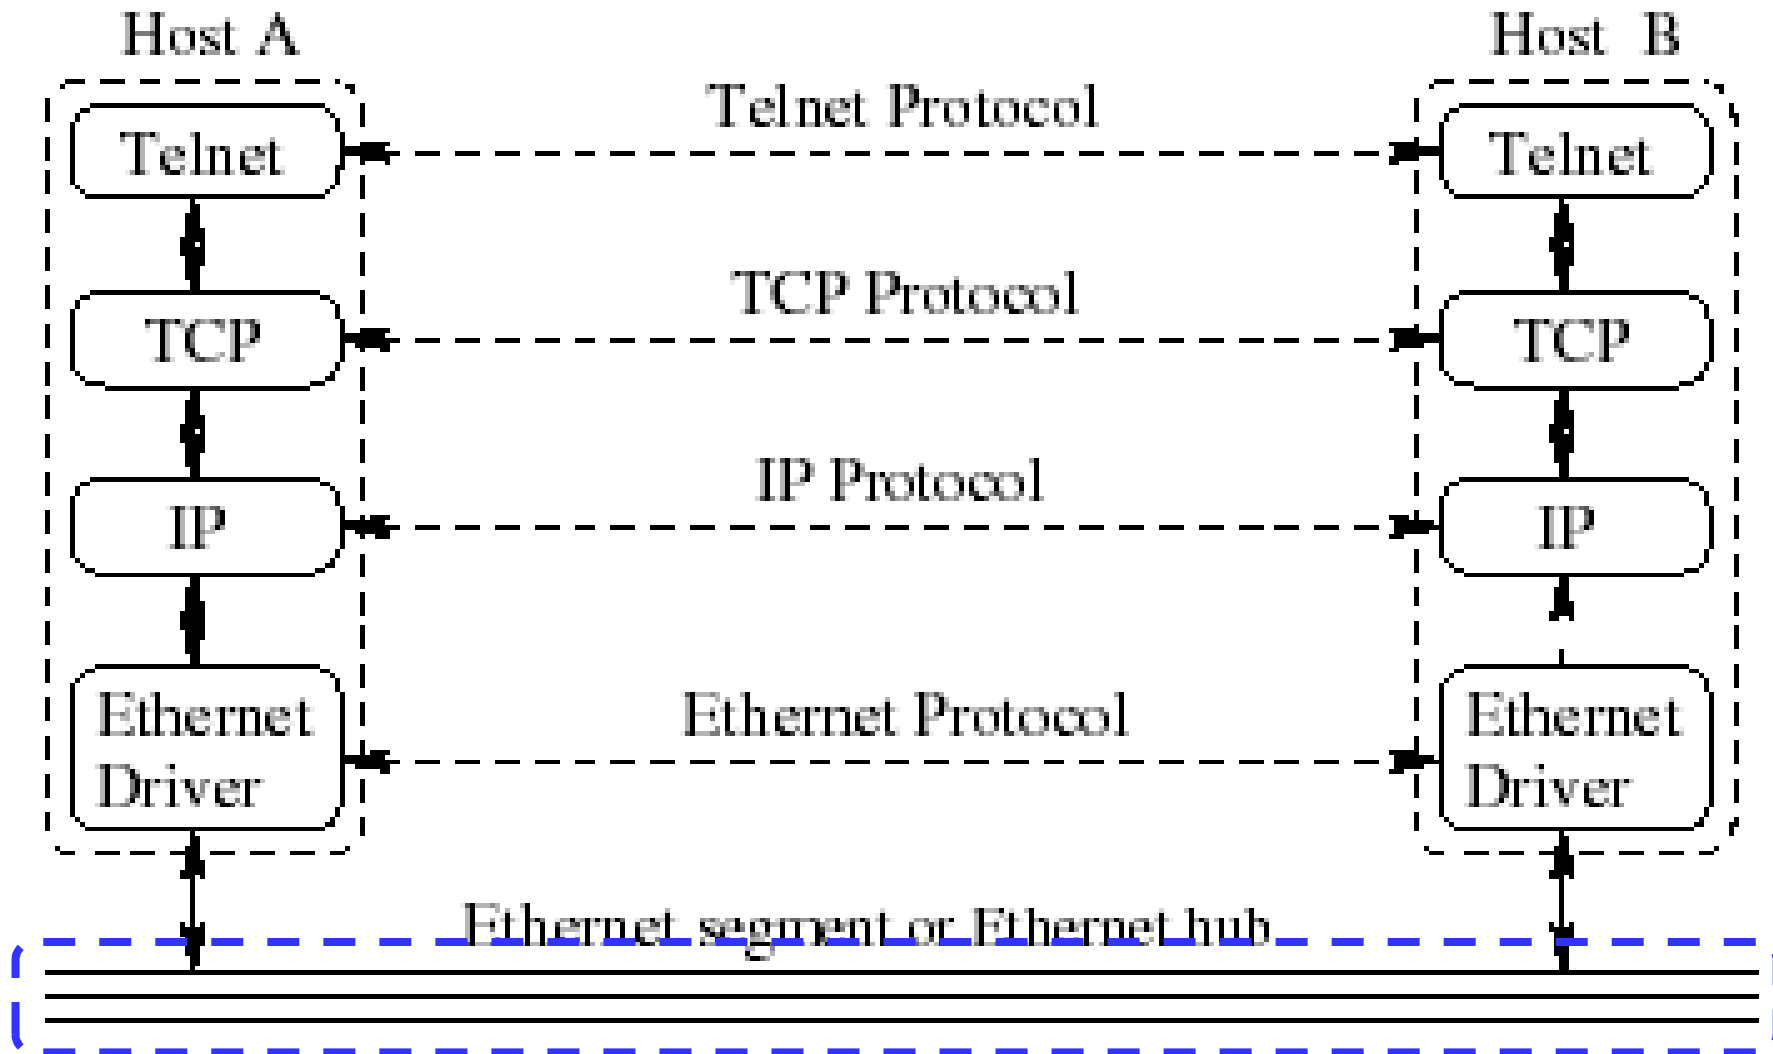 Host A
Host B
Telnet Protocol
Telnet
Telnet
TCP Protocol
TCP
TCP
IP Protocol
IP
IP
Ethernet Protocol
Ethernet
Driver
Ethernet
Driver
Ethernet segment or Ethernet hub